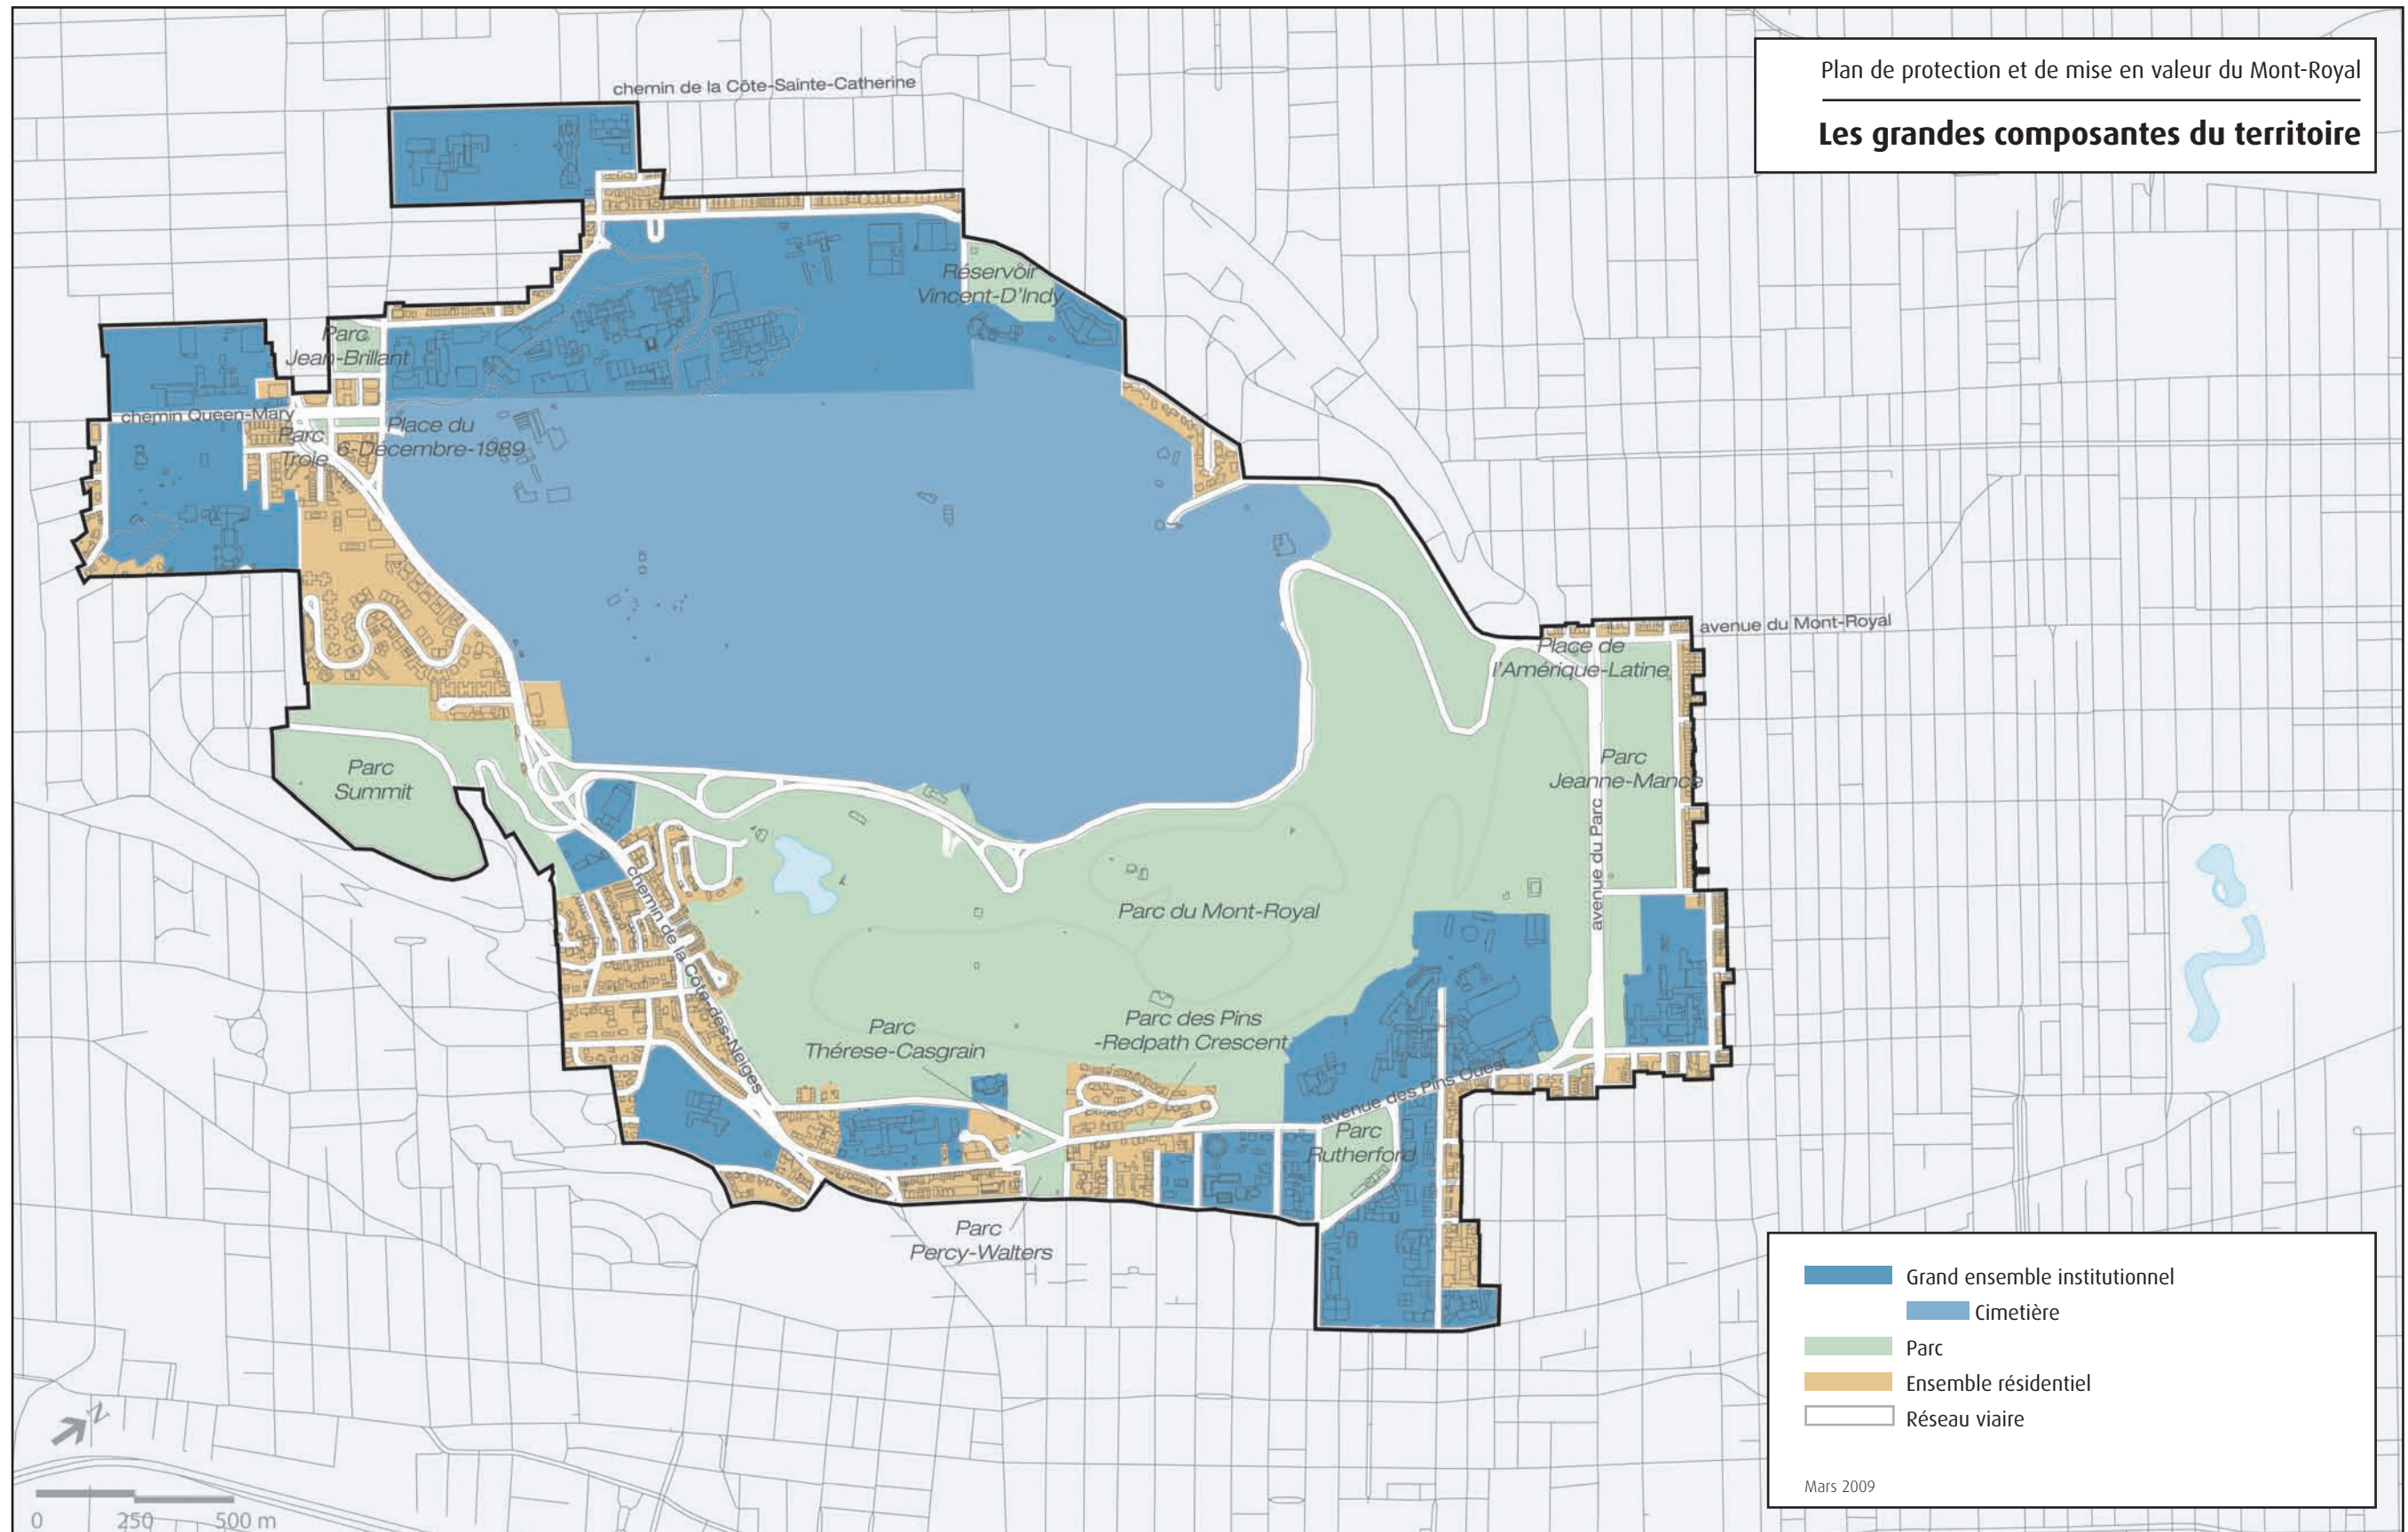 Plan de protection et de mise en valeur du Mont-Royal
Les grandes composantes du territoire
chemin de la Côte-Sainte-Catherine
Réservoir
Vincent-D'Indy
Parc
Jean-Brillant
chemin Queen-Mary
Parc
Troie
Place du
6-Décembre-1989
avenue du Mont-Royal
Place de
l'Amérique-Latine
Parc
Summit
Parc
Jeanne-Mance
avenue du Parc
chemin de la Côte-des-Neiges
Parc du Mont-Royal
Parc
Thérese-Casgrain
Parc des Pins
-Redpath Crescent
avenue des Pins Ouest
Parc
Rutherford
Parc
Percy-Walters
Grand ensemble institutionnel
Cimetière
Parc
Ensemble résidentiel
Réseau viaire
Mars 2009
N
0 250 500 m